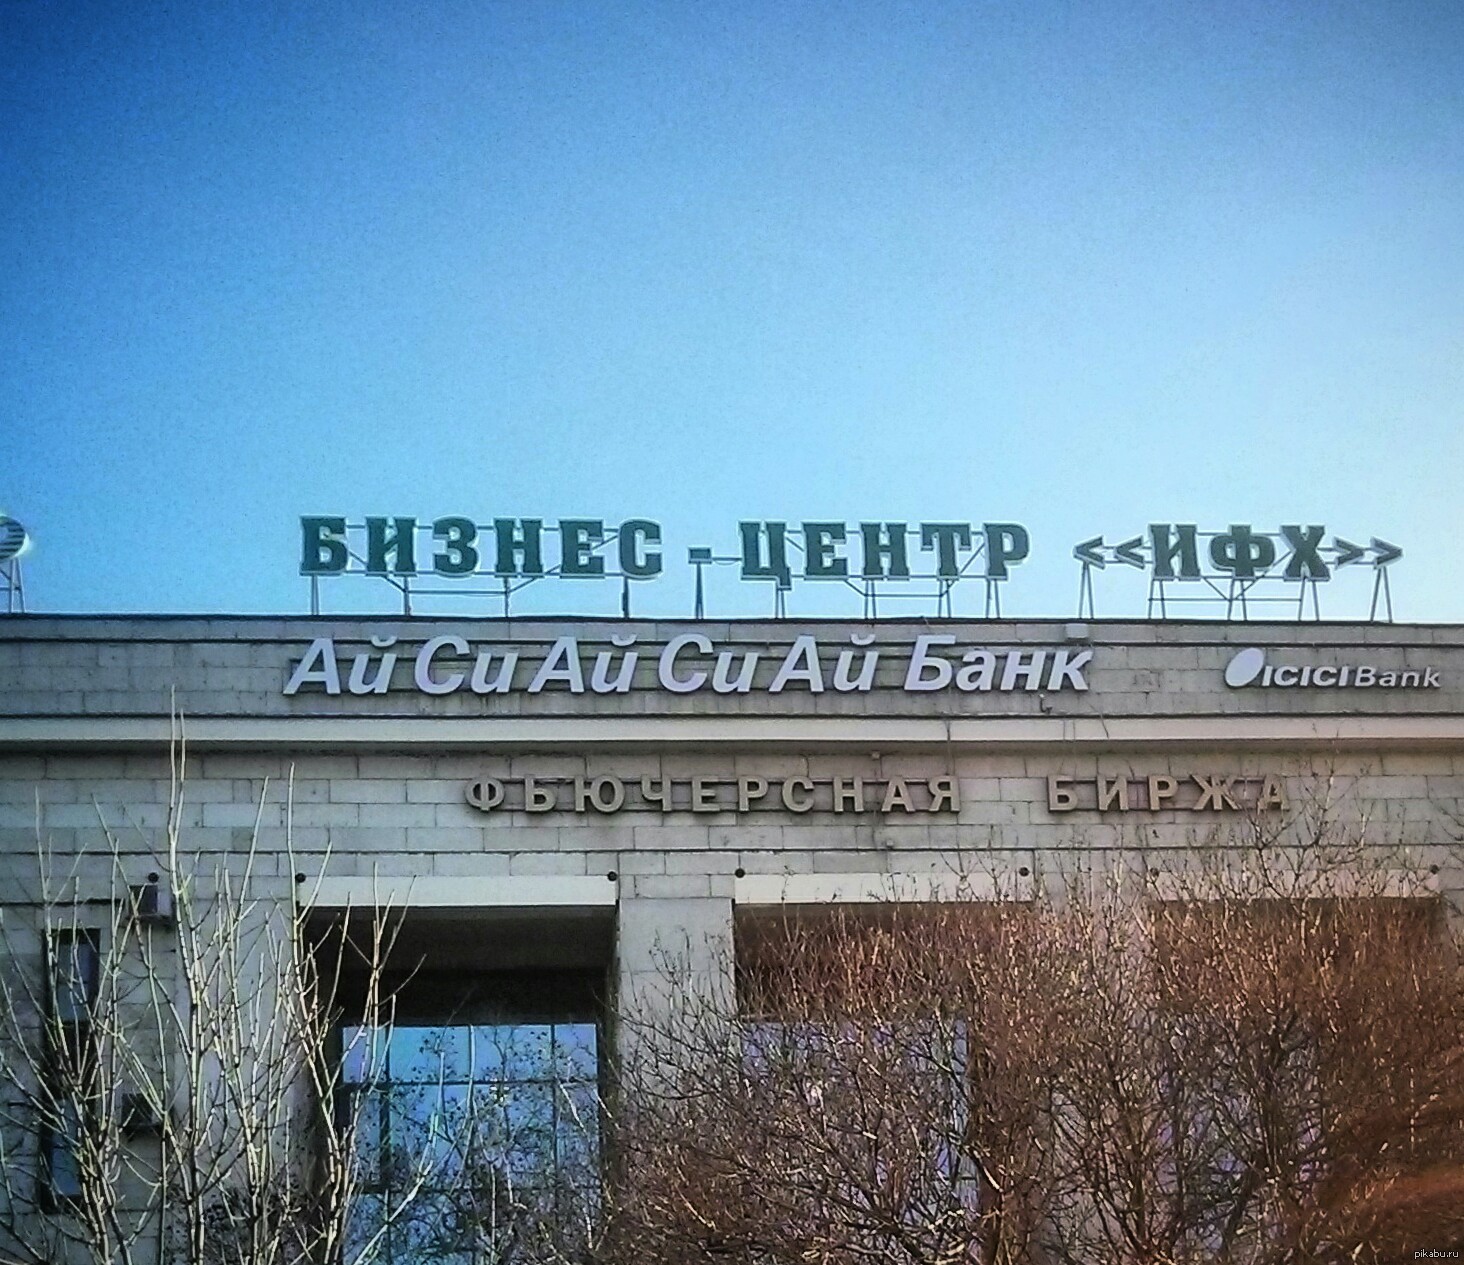 БИЗНЕС - ЦЕНТР <<ИФХ>>
Ай Си Ай Си Ай Банк
ICICI Bank
ФЬЮЧЕРСНАЯ БИРЖА
pikabu.ru